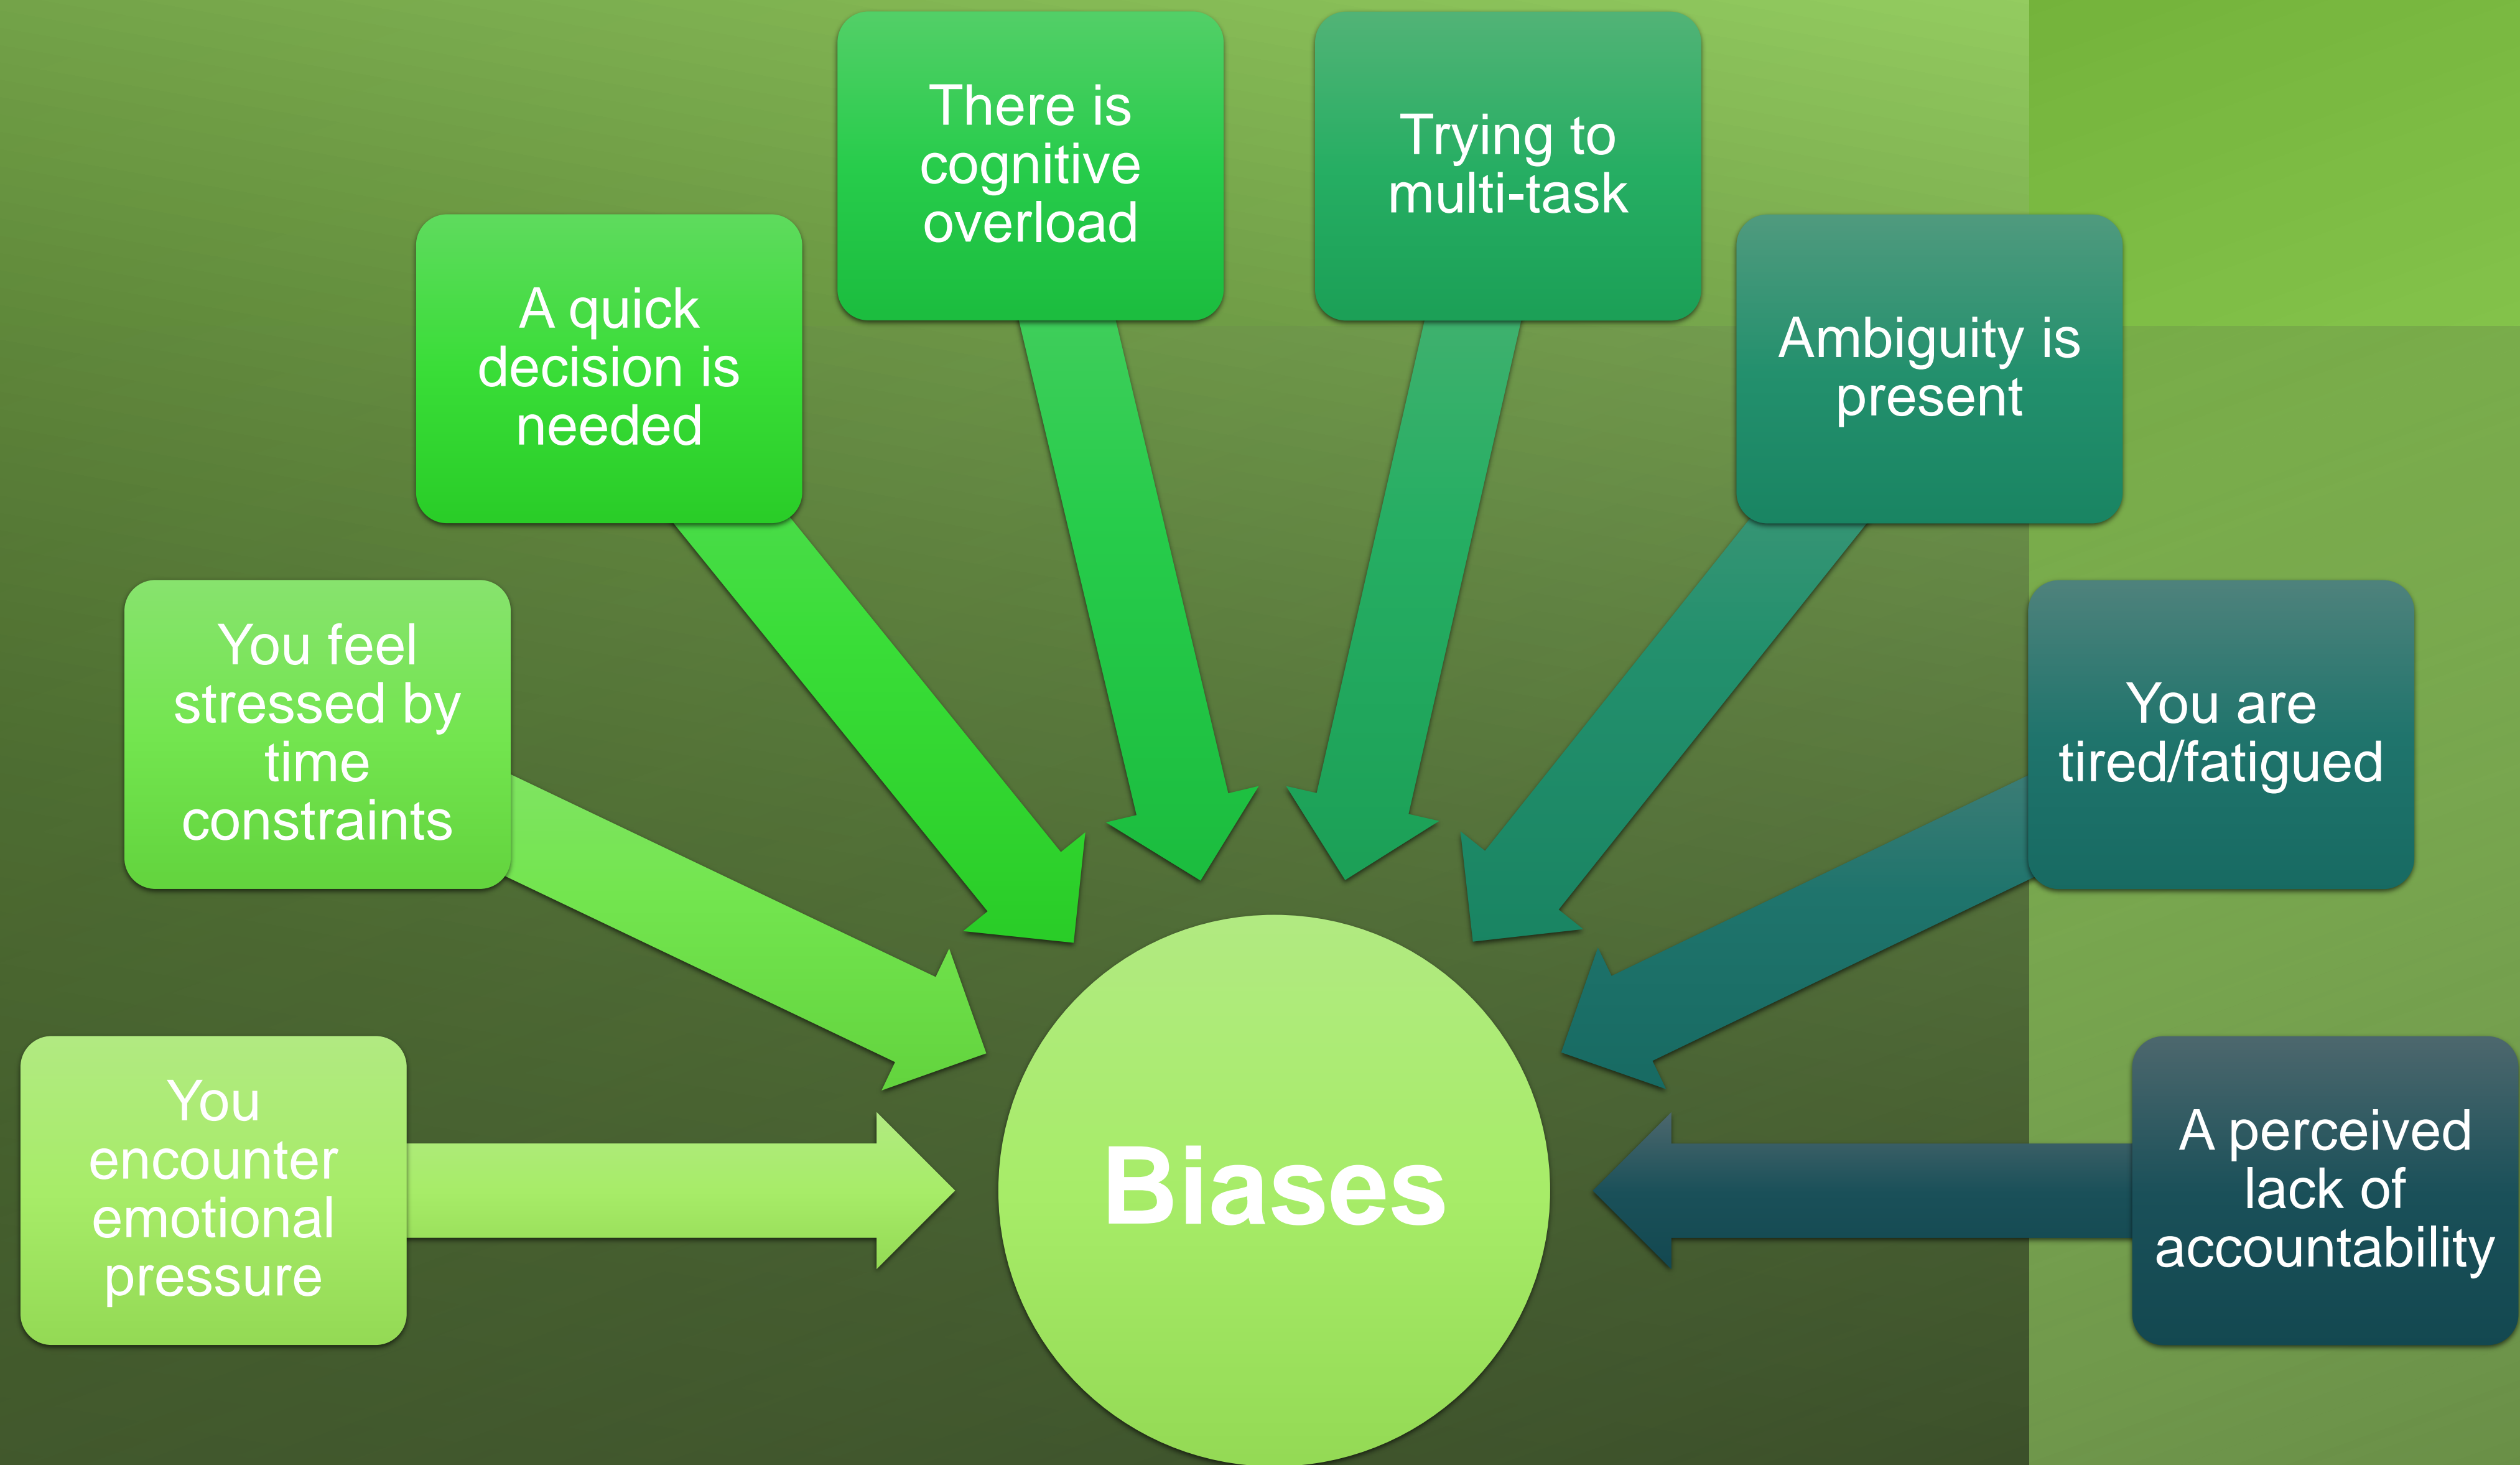 There is
cognitive
overload
Trying to
multi-task
A quick
decision is
needed
Ambiguity is
present
You feel
stressed by
time
constraints
You are
tired/fatigued
You
encounter
emotional
pressure
Biases
A perceived
lack of
accountability